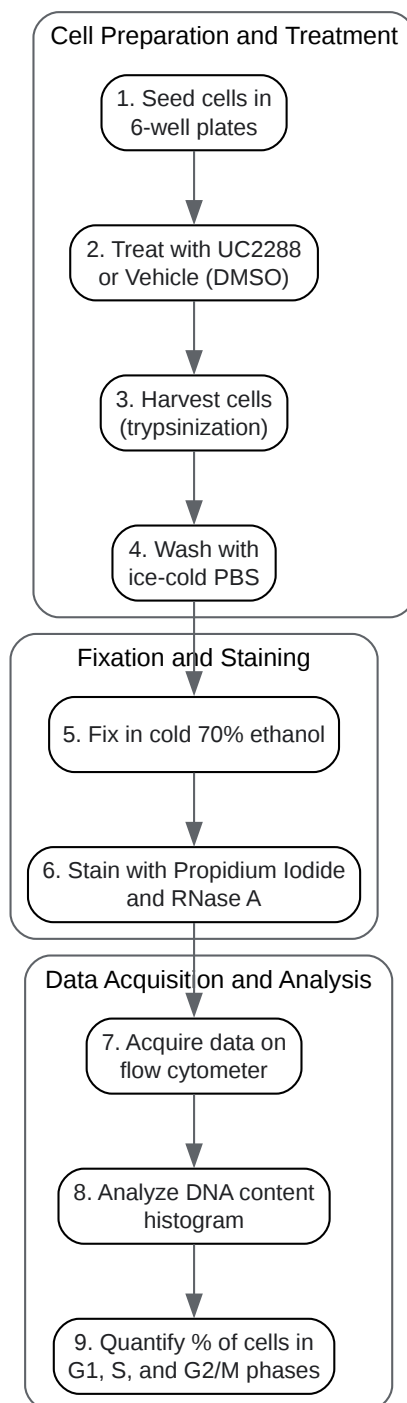 Cell Preparation and Treatment
1. Seed cells in
6-well plates
2. Treat with UC2288
or Vehicle (DMSO)
3. Harvest cells
(trypsinization)
4. Wash with
ice-cold PBS
Fixation and Staining
5. Fix in cold 70% ethanol
6. Stain with Propidium Iodide
and RNase A
Data Acquisition and Analysis
7. Acquire data on
flow cytometer
8. Analyze DNA content
histogram
9. Quantify % of cells in
G1, S, and G2/M phases